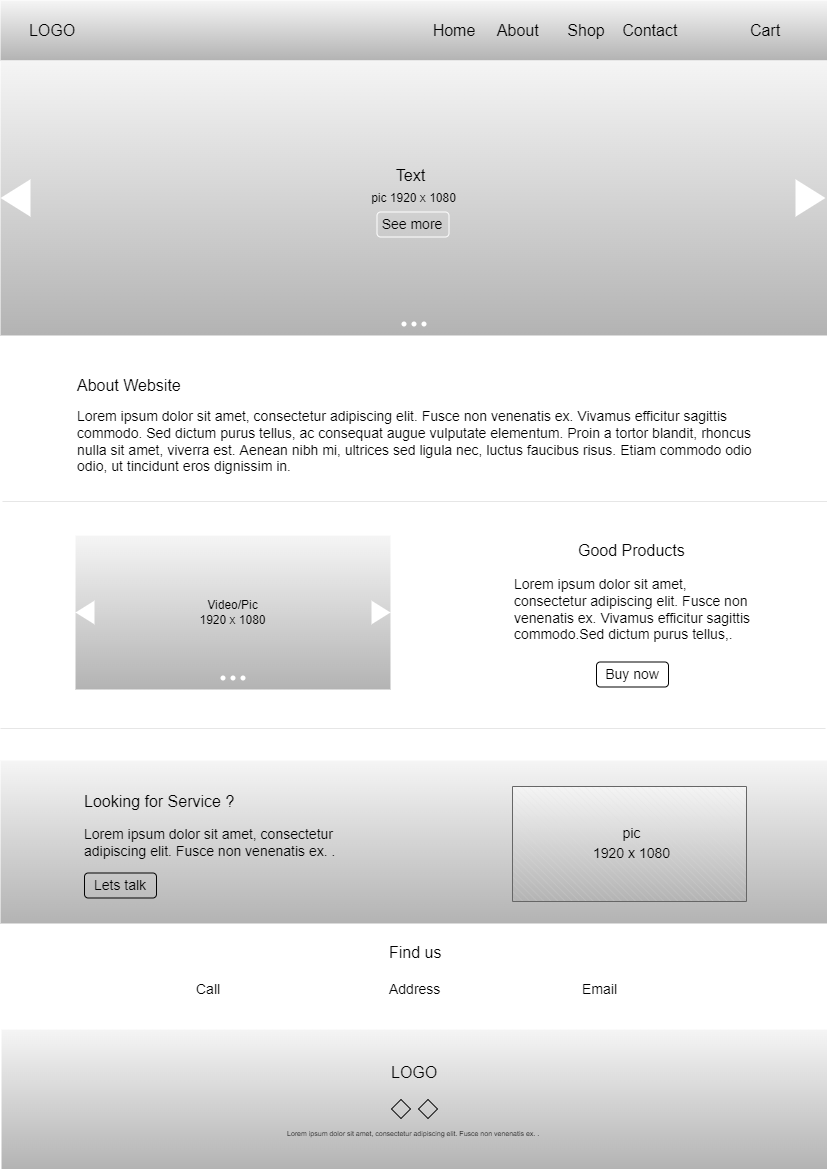 LOGO Home About Shop Contact Cart
Text
pic 1920 x 1080
See more
About Website
Lorem ipsum dolor sit amet, consectetur adipiscing elit. Fusce non venenatis ex. Vivamus efficitur sagittis
commodo. Sed dictum purus tellus, ac consequat augue vulputate elementum. Proin a tortor blandit, rhoncus
nulla sit amet, viverra est. Aenean nibh mi, ultrices sed ligula nec, luctus faucibus risus. Etiam commodo odio
odio, ut tincidunt eros dignissim in.
Video/Pic
1920 x 1080
Good Products
Lorem ipsum dolor sit amet,
consectetur adipiscing elit. Fusce non
venenatis ex. Vivamus efficitur sagittis
commodo.Sed dictum purus tellus,.
Buy now
Looking for Service ?
Lorem ipsum dolor sit amet, consectetur
adipiscing elit. Fusce non venenatis ex. .
Lets talk
pic
1920 x 1080
Find us
Call Address Email
LOGO
Lorem ipsum dolor sit amet, consectetur adipiscing elit. Fusce non venenatis ex. .